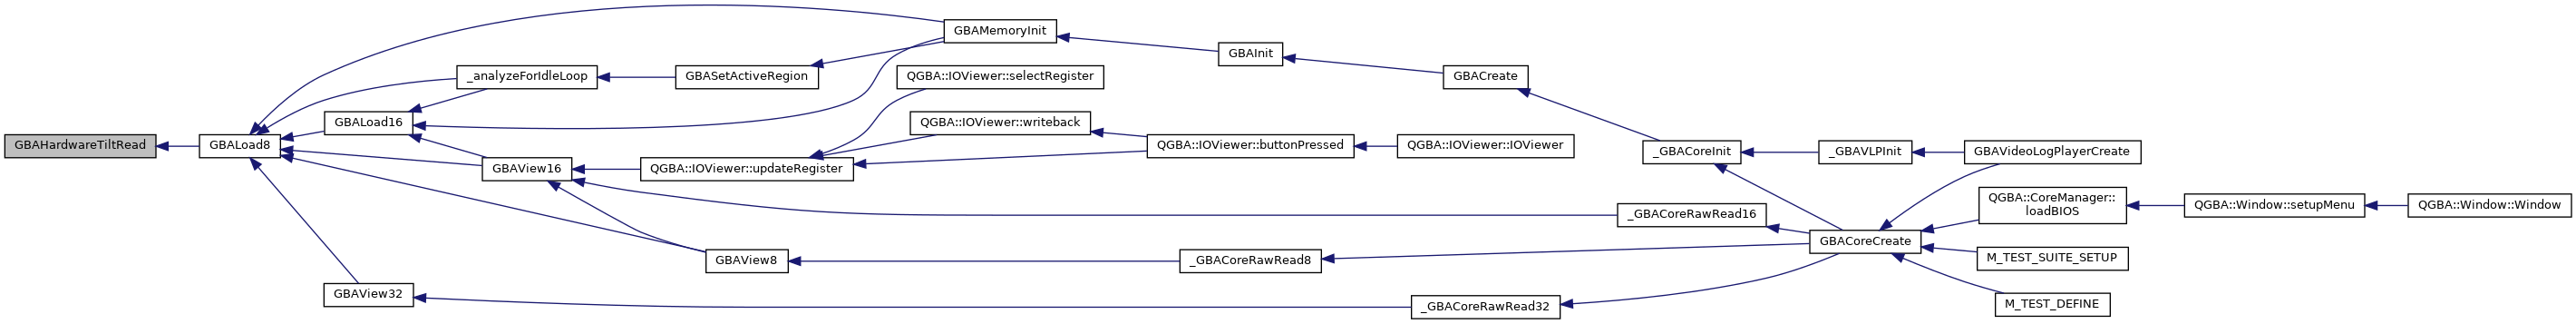 GBAHardwareTiltRead
GBALoad8
GBAMemoryInit
_analyzeForIdleLoop
GBALoad16
GBAView16
GBAView8
GBAView32
GBASetActiveRegion
QGBA::IOViewer::selectRegister
QGBA::IOViewer::writeback
QGBA::IOViewer::updateRegister
QGBA::IOViewer::buttonPressed
QGBA::IOViewer::IOViewer
GBAInit
GBACreate
_GBACoreInit
_GBACoreRawRead16
_GBACoreRawRead8
_GBACoreRawRead32
GBACoreCreate
_GBAVLPInit
GBAVideoLogPlayerCreate
QGBA::CoreManager::
loadBIOS
QGBA::Window::setupMenu
QGBA::Window::Window
M_TEST_SUITE_SETUP
M_TEST_DEFINE